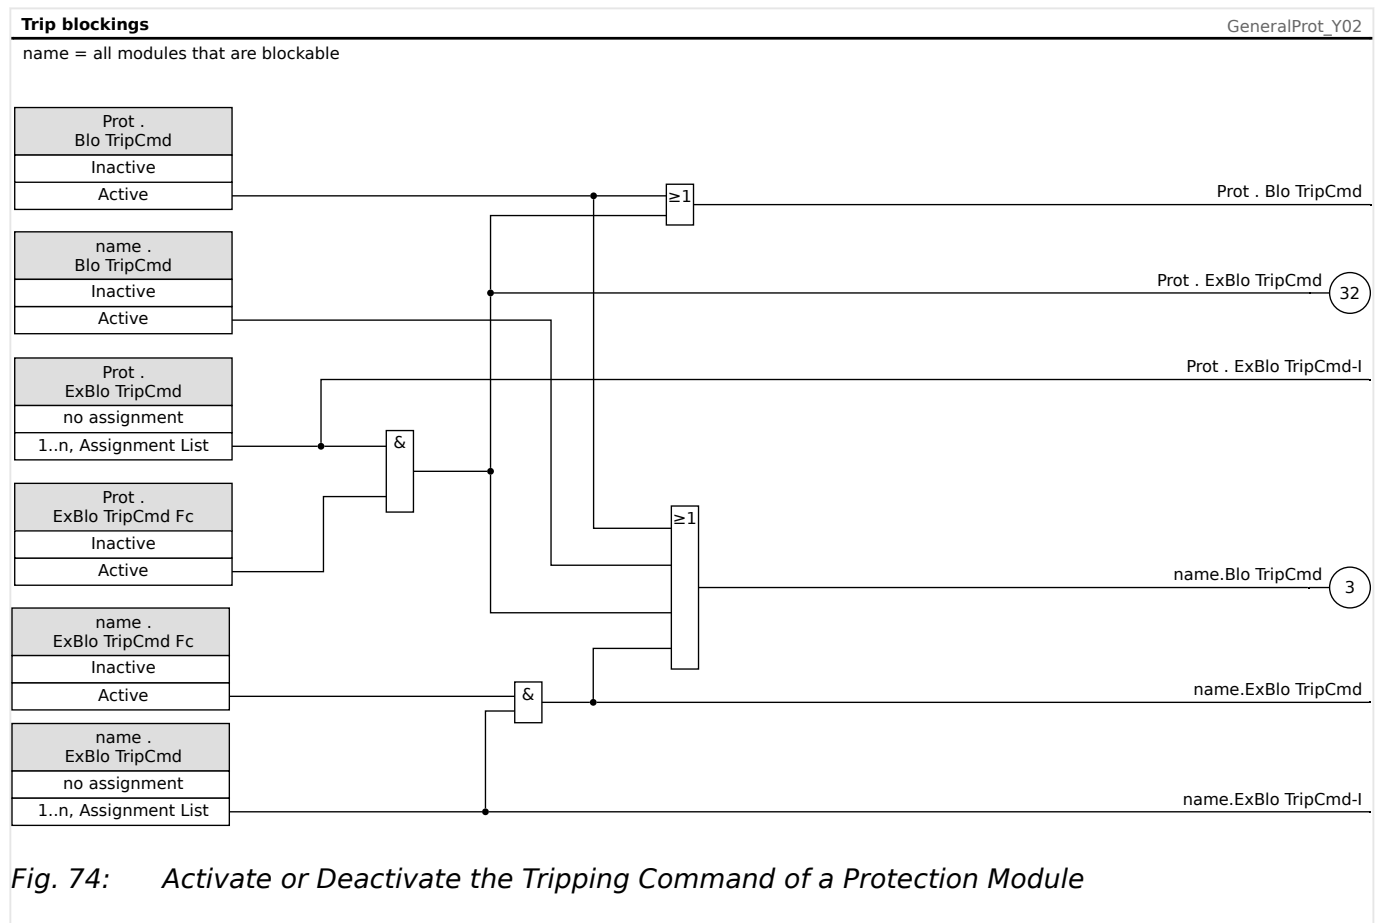 Trip blockings
GeneralProt_Y02
name = all modules that are blockable
Prot .
Blo TripCmd
Inactive
Active
≥1
Prot . Blo TripCmd
name .
Blo TripCmd
Inactive
Active
Prot . ExBlo TripCmd
32
Prot .
ExBlo TripCmd
no assignment
1..n, Assignment List
Prot . ExBlo TripCmd-I
&
Prot .
ExBlo TripCmd Fc
Inactive
Active
≥1
name.Blo TripCmd
3
name .
ExBlo TripCmd Fc
Inactive
Active
&
name.ExBlo TripCmd
name .
ExBlo TripCmd
no assignment
1..n, Assignment List
name.ExBlo TripCmd-I
Fig. 74: Activate or Deactivate the Tripping Command of a Protection Module